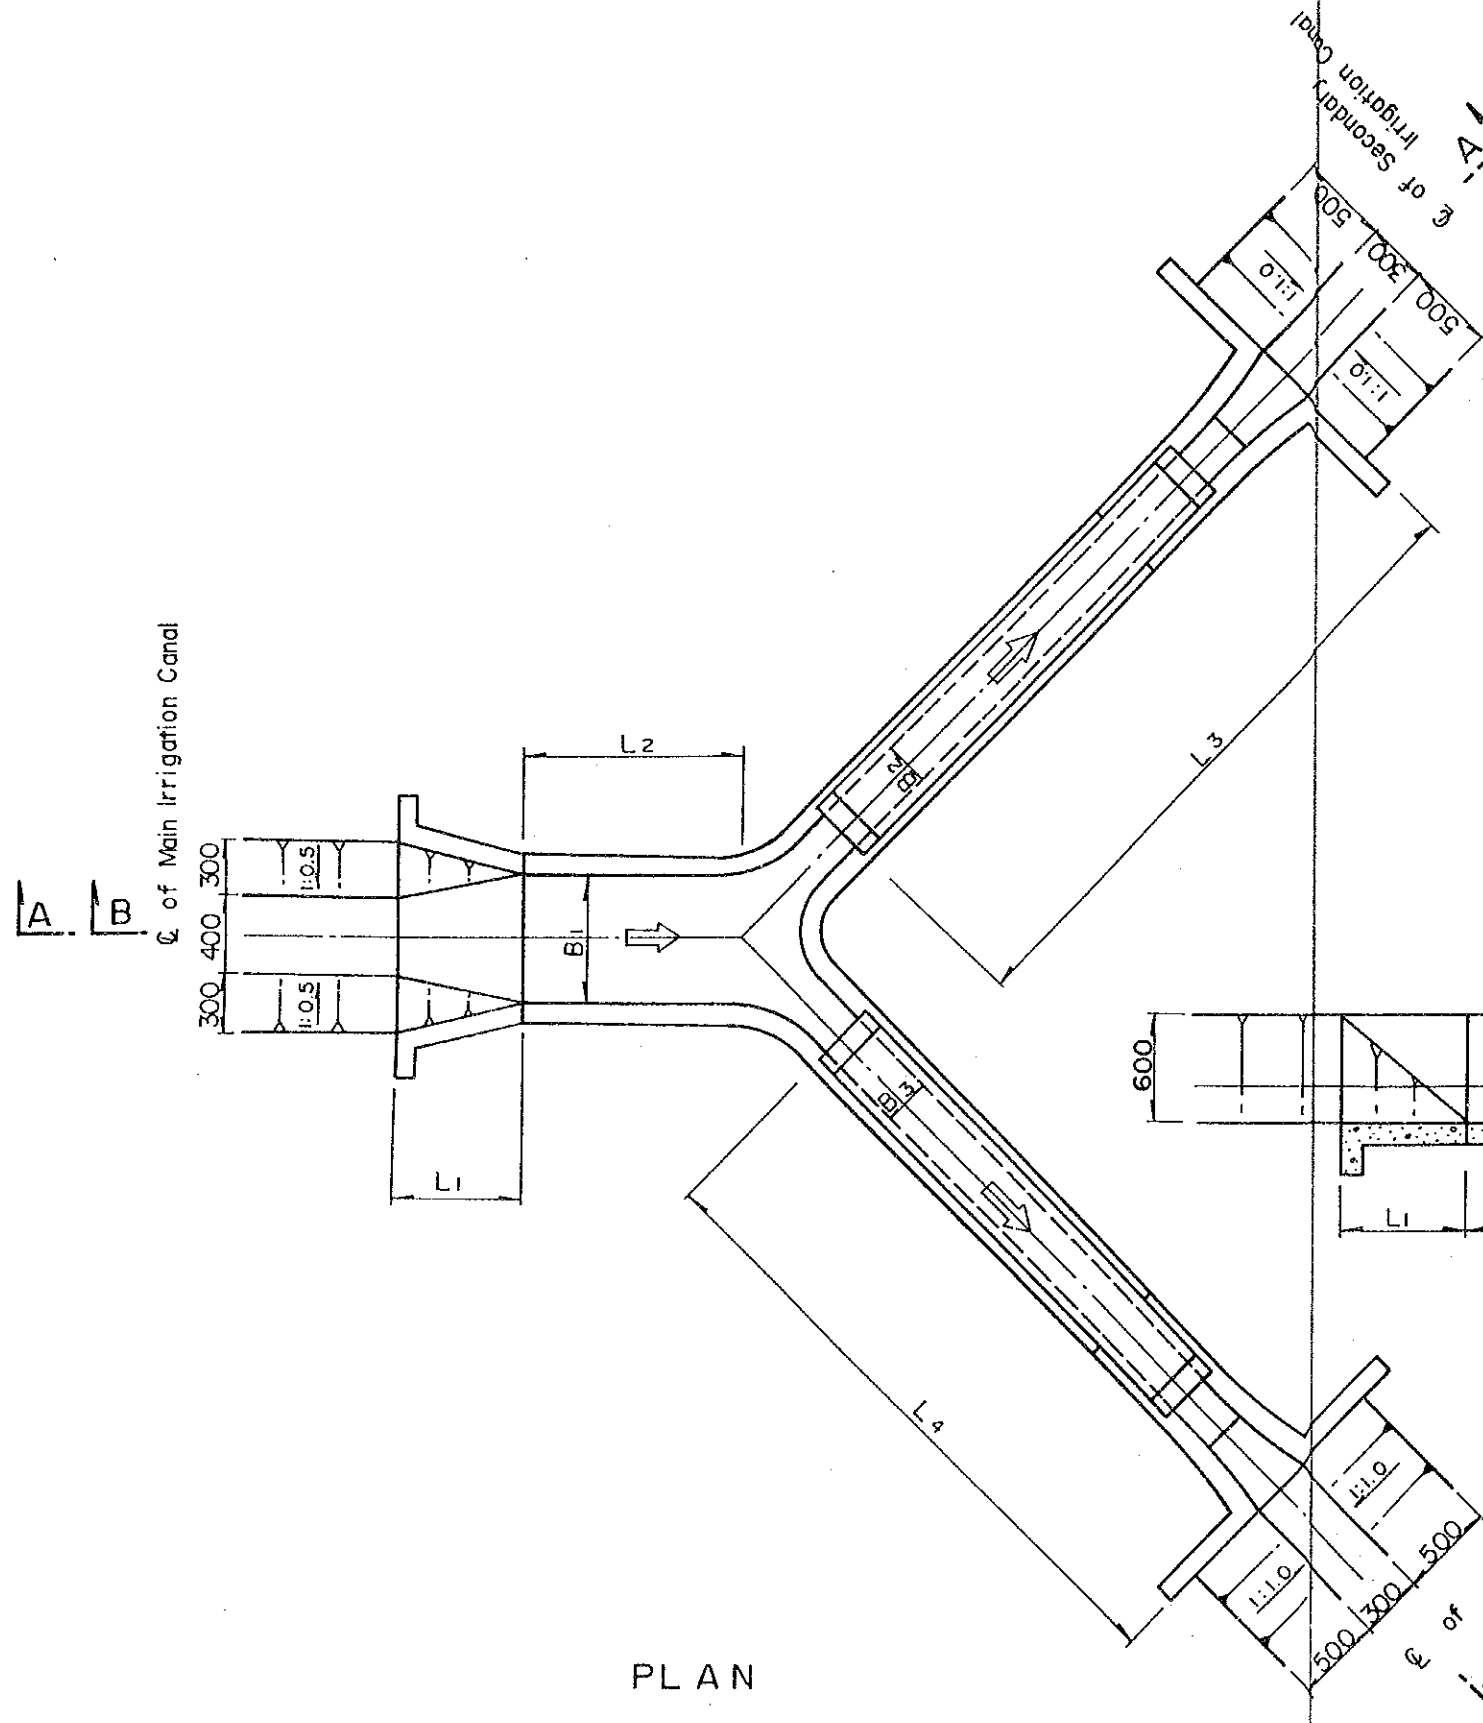 ℄ of Secondary
Irrigation Canal
A
500
300
500
1:1.0
1:1.0
L3
L2
℄ of Main Irrigation Canal
300
400
300
1:0.5
1:0.5
A
B
B1
B2
B3
L1
L4
600
L1
1:1.0
1:1.0
500
300
500
℄ of
PLAN